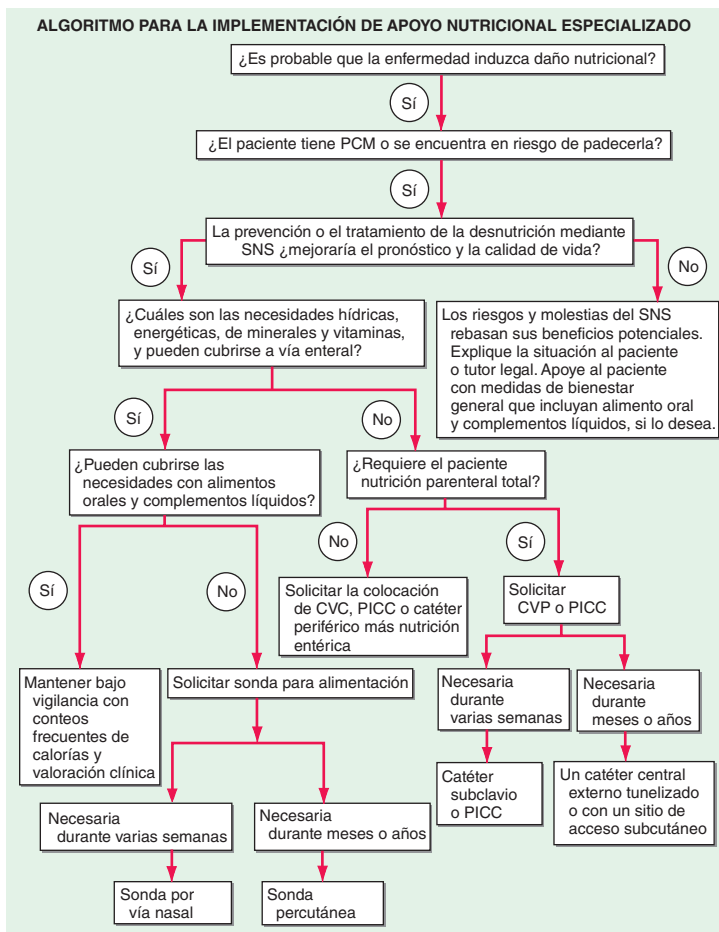 ALGORITMO PARA LA IMPLEMENTACIÓN DE APOYO NUTRICIONAL ESPECIALIZADO
¿Es probable que la enfermedad induzca daño nutricional?
Sí
¿El paciente tiene PCM o se encuentra en riesgo de padecerla?
Sí
La prevención o el tratamiento de la desnutrición mediante
SNS ¿mejoraría el pronóstico y la calidad de vida?
Sí
No
¿Cuáles son las necesidades hídricas,
energéticas, de minerales y vitaminas,
y pueden cubrirse a vía enteral?
Los riesgos y molestias del SNS
rebasan sus beneficios potenciales.
Explique la situación al paciente
o tutor legal. Apoye al paciente
con medidas de bienestar
general que incluyan alimento oral
y complementos líquidos, si lo desea.
Sí
No
¿Pueden cubrirse las
necesidades con alimentos
orales y complementos líquidos?
¿Requiere el paciente
nutrición parenteral total?
Sí
No
No
Sí
Solicitar la colocación
de CVC, PICC o catéter
periférico más nutrición
entérica
Solicitar
CVP o PICC
Mantener bajo
vigilancia con
conteos
frecuentes de
calorías y
valoración clínica
Solicitar sonda para alimentación
Necesaria
durante
varias semanas
Necesaria
durante
meses o años
Catéter
subclavio
o PICC
Un catéter central
externo tunelizado
o con un sitio de
acceso subcutáneo
Necesaria
durante varias semanas
Necesaria
durante meses o años
Sonda por
vía nasal
Sonda
percutánea